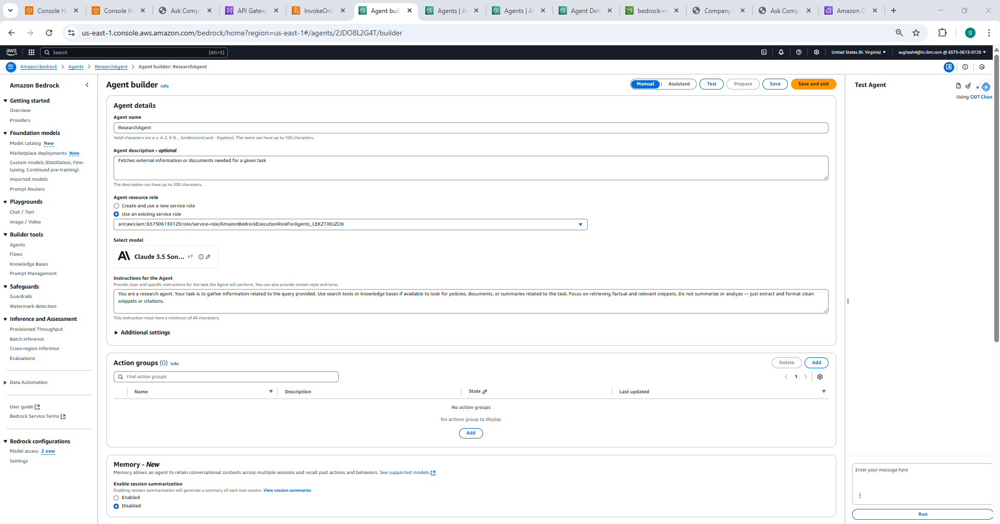 Console H
Console H
Ask Comp
API Gatew
InvokeOrc
Agent buil
Agents | A
Agents | A
Agent Det
bedrock-ra
Company
Ask Comp
Amazon O
us-east-1.console.aws.amazon.com/bedrock/home?region=us-east-1#/agents/2JDO8L2G4T/builder
S
aws
Search
[Alt+S]
United States (N. Virginia) ▼
sughosh4@in.ibm.com @ 6575-0613-0129 ▼
Amazon Bedrock > Agents > ResearchAgent > Agent builder: ResearchAgent
Amazon Bedrock
Getting started
Overview
Providers
Foundation models
Model catalog New
Marketplace deployments New
Custom models (Distillation, Fine-
tuning, Continued pre-training)
Imported models
Prompt Routers
Playgrounds
Chat / Text
Image / Video
Builder tools
Agents
Flows
Knowledge Bases
Prompt Management
Safeguards
Guardrails
Watermark detection
Inference and Assessment
Provisioned Throughput
Batch inference
Cross-region inference
Evaluations
Data Automation
User guide
Bedrock Service Terms
Bedrock configurations
Model access 2 new
Settings
Agent builder Info
Manual | Assistant
Test
Prepare
Save
Save and exit
Agent details
Agent name
ResearchAgent
Valid characters are a-z, A-Z, 0-9, _ (underscore) and - (hyphen). The name can have up to 100 characters.
Agent description - optional
Fetches external information or documents needed for a given task
The description can have up to 200 characters.
Agent resource role
Create and use a new service role
Use an existing service role
arn:aws:iam::657506130129:role/service-role/AmazonBedrockExecutionRoleForAgents_CEKZTX0JZCN
Select model
Claude 3.5 Son... v1
Instructions for the Agent
Provide clear and specific instructions for the task the Agent will perform. You can also provide certain style and tone.
You are a research agent. Your task is to gather information related to the query provided. Use search tools or knowledge bases if available to look for policies, documents, or summaries related to the task. Focus on retrieving factual and relevant snippets. Do not summarize or analyze — just extract and format clean
snippets or citations.
This instruction must have a minimum of 40 characters.
Additional settings
Action groups (0) Info
Delete
Add
Find action groups
1
Name
Description
State
Last updated
No action groups
No actions group to display
Add
Memory - New
Memory allows an agent to retain conversational contexts across multiple sessions and recall past actions and behaviors. See supported models
Enable session summarization
Enabling session summarization will generate a summary of each test session. View session summaries
Enabled
Disabled
Test Agent
Using ODT Chan
Enter your message here
Run